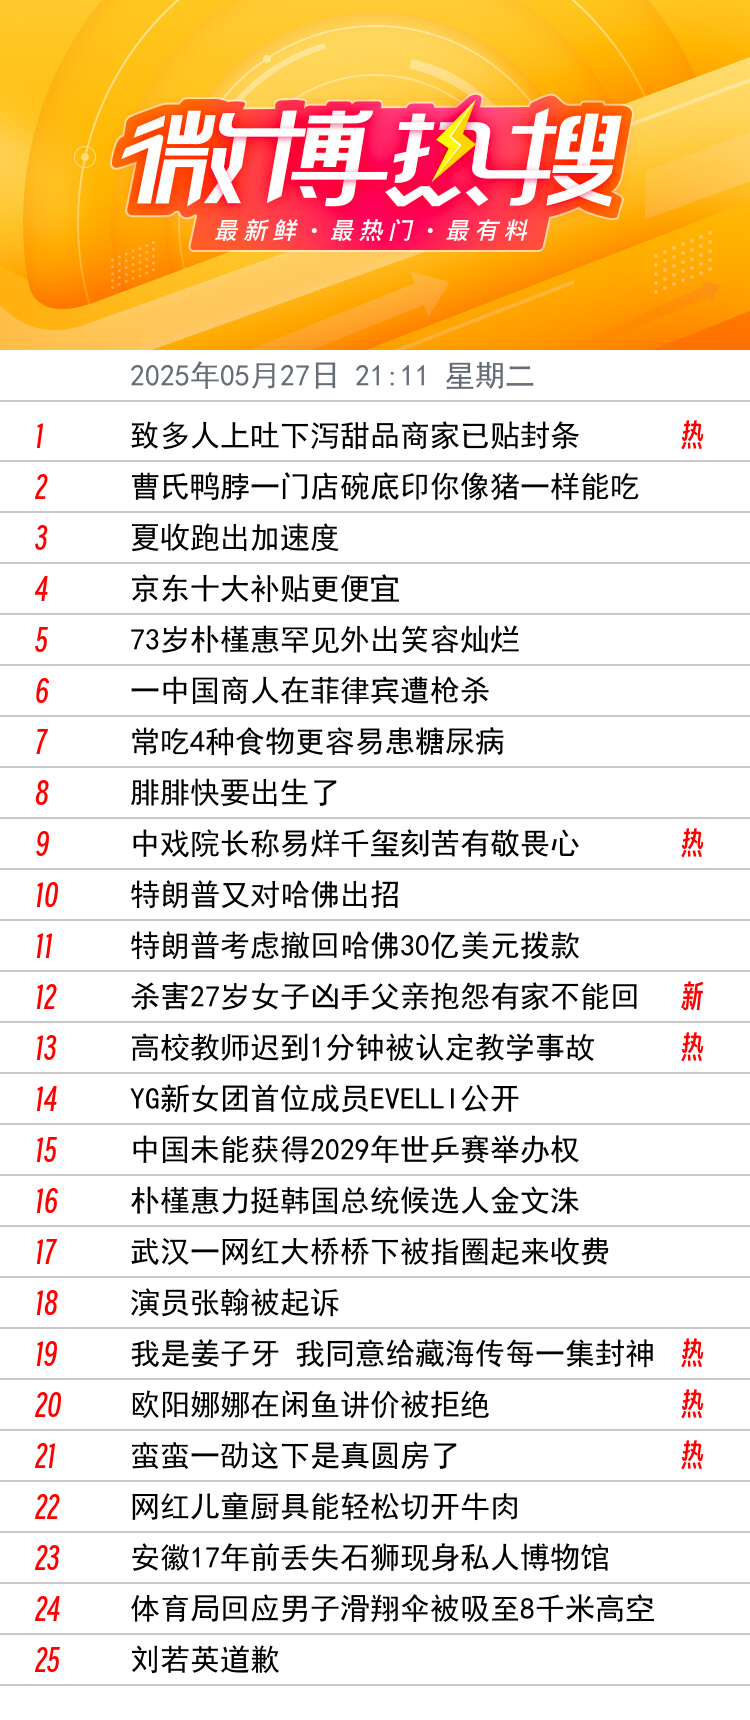 微博热搜
最新鲜·最热门·最有料
2025年05月27日 21:11 星期二
1 致多人上吐下泻甜品商家已贴封条 热
2 曹氏鸭脖一门店碗底印你像猪一样能吃
3 夏收跑出加速度
4 京东十大补贴更便宜
5 73岁朴槿惠罕见外出笑容灿烂
6 一中国商人在菲律宾遭枪杀
7 常吃4种食物更容易患糖尿病
8 腓腓快要出生了
9 中戏院长称易烊千玺刻苦有敬畏心 热
10 特朗普又对哈佛出招
11 特朗普考虑撤回哈佛30亿美元拨款
12 杀害27岁女子凶手父亲抱怨有家不能回 新
13 高校教师迟到1分钟被认定教学事故 热
14 YG新女团首位成员EVELLI公开
15 中国未能获得2029年世乒赛举办权
16 朴槿惠力挺韩国总统候选人金文洙
17 武汉一网红大桥桥下被指圈起来收费
18 演员张翰被起诉
19 我是姜子牙 我同意给藏海传每一集封神 热
20 欧阳娜娜在闲鱼讲价被拒绝 热
21 蛮蛮一劭这下是真圆房了 热
22 网红儿童厨具能轻松切开牛肉
23 安徽17年前丢失石狮现身私人博物馆
24 体育局回应男子滑翔伞被吸至8千米高空
25 刘若英道歉